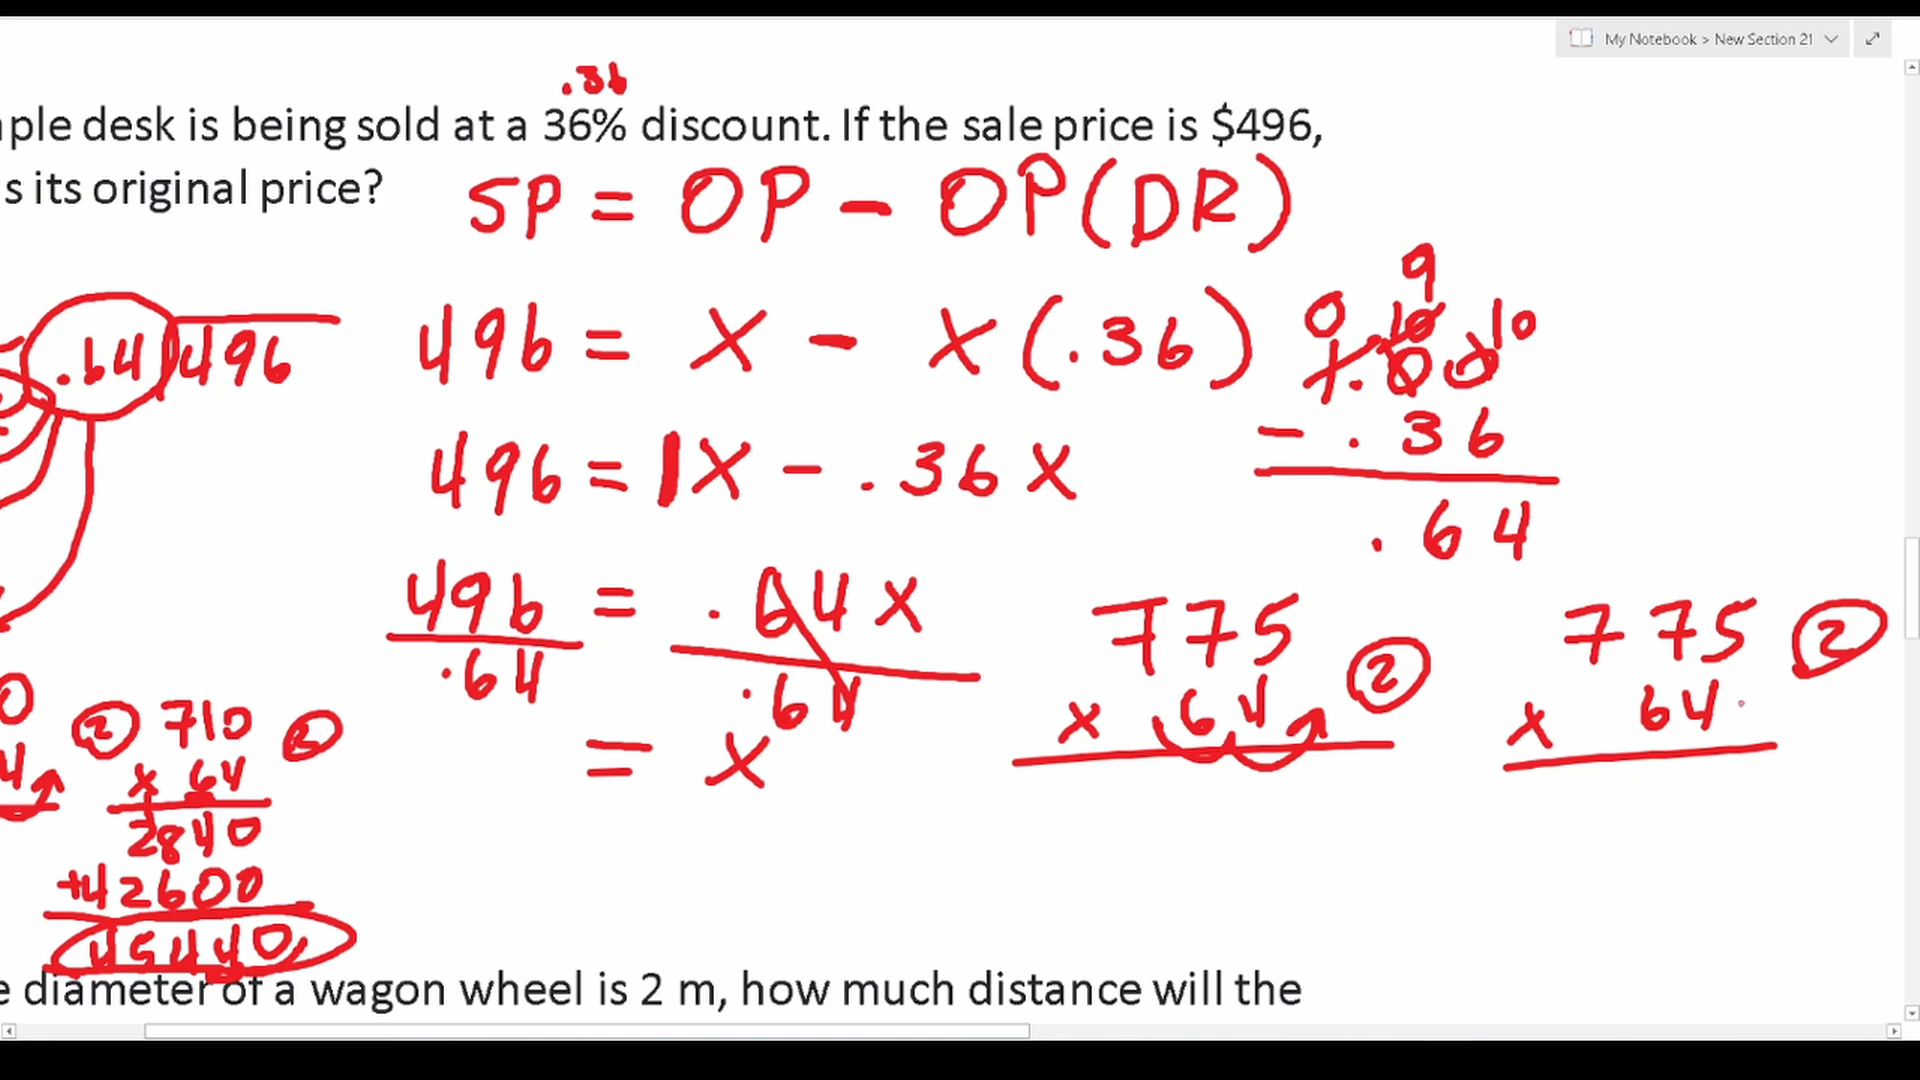 My Notebook > New Section 21
.36
ple desk is being sold at a 36% discount. If the sale price is $496,
s its original price?
SP = OP - OP(DR)
.64 496
496 = x - x(.36)
496 = 1x - .36x
496 = .64x
.64 .64
= x
9
0 10 10
1.00
- .36
.64
775 2
x .64
775 2
x 64
0
4
2 710
x 64
2840
+42600
45440
e diameter of a wagon wheel is 2 m, how much distance will the